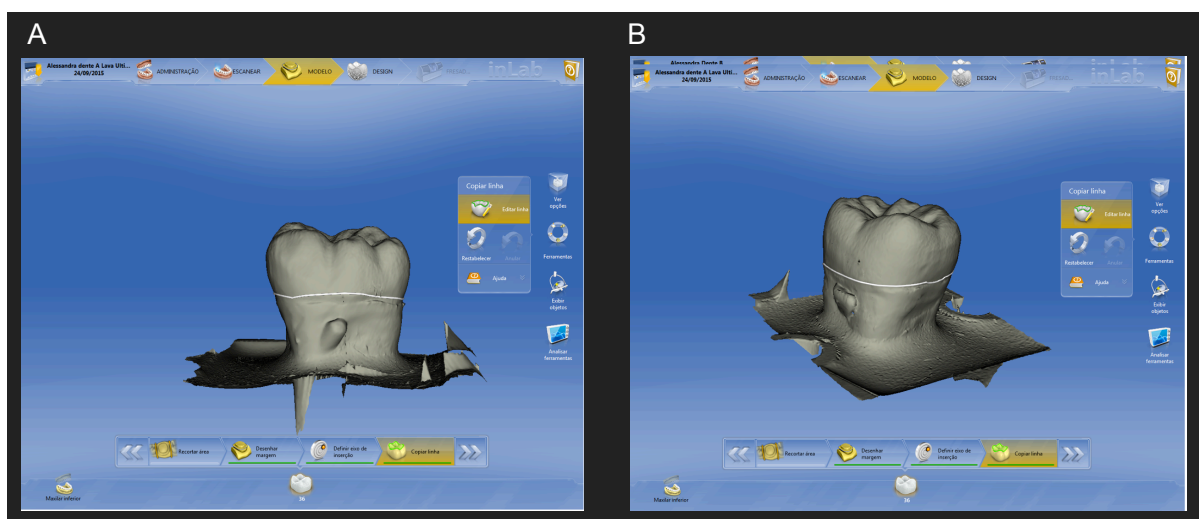 A
Alessandra dente A Lava Ulti...
24/09/2015
ADMINISTRAÇÃO
ESCANEAR
MODELO
DESIGN
inLab
Copiar linha
Editar linha
Restabelecer
Ajuda
Ver
opções
Ferramentas
Exibir
objetos
Analisar
ferramentas
Recortar área
Desenhar
margem
Definir eixo de
inserção
Copiar linha
Maxilar inferior
36
B
Alessandra dente A Lava Ulti...
24/09/2015
ADMINISTRAÇÃO
ESCANEAR
MODELO
DESIGN
inLab
Copiar linha
Editar linha
Restabelecer
Ajuda
Ver
opções
Ferramentas
Exibir
objetos
Analisar
ferramentas
Recortar área
Desenhar
margem
Definir eixo de
inserção
Copiar linha
Maxilar inferior
36